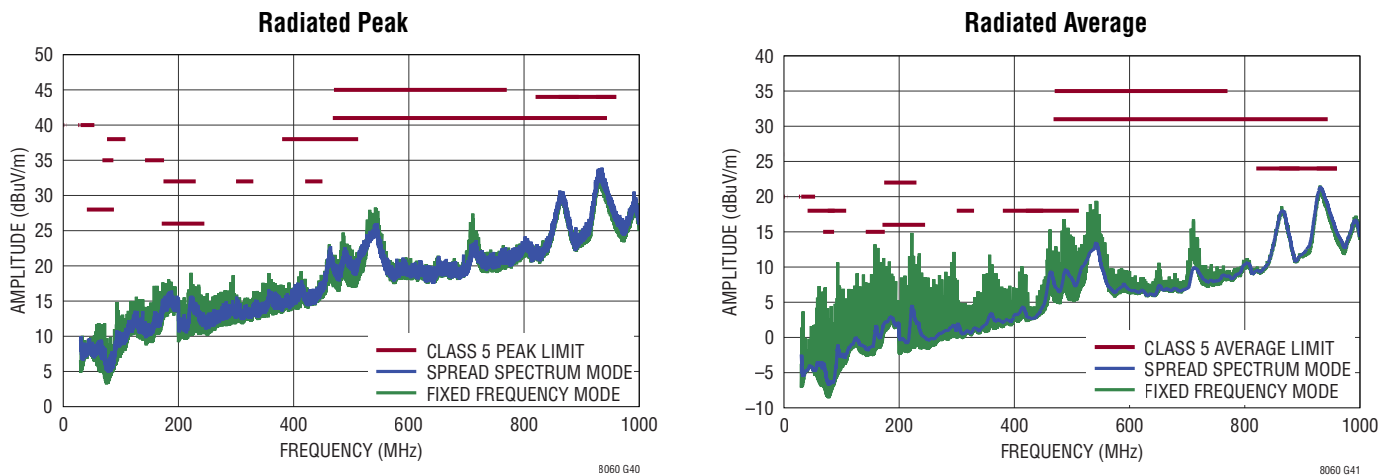 Radiated Peak
50
45
40
35
30
25
20
15
10
5
0
AMPLITUDE (dBuV/m)
CLASS 5 PEAK LIMIT
SPREAD SPECTRUM MODE
FIXED FREQUENCY MODE
0 200 400 600 800 1000
FREQUENCY (MHz)
8060 G40
Radiated Average
40
35
30
25
20
15
10
5
0
–5
–10
AMPLITUDE (dBuV/m)
CLASS 5 AVERAGE LIMIT
SPREAD SPECTRUM MODE
FIXED FREQUENCY MODE
0 200 400 600 800 1000
FREQUENCY (MHz)
8060 G41